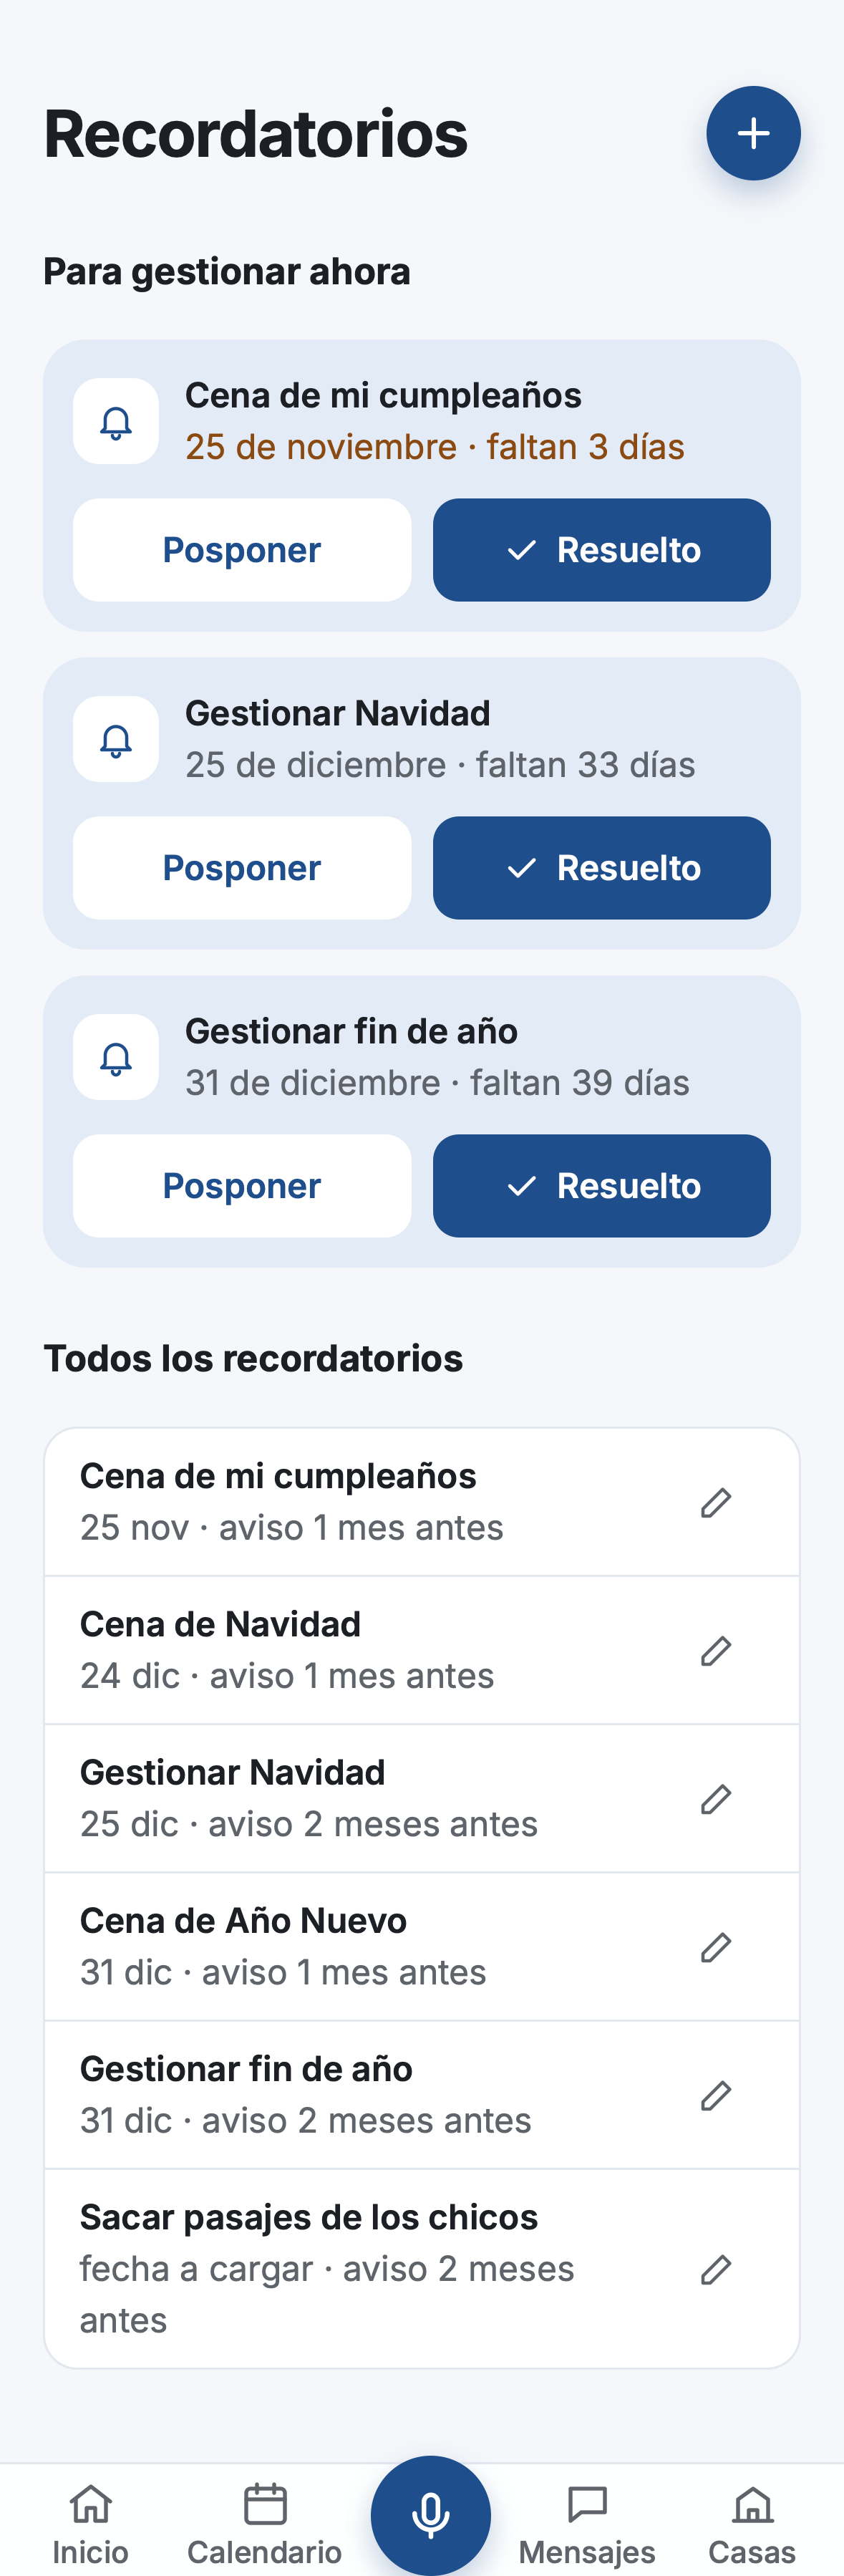 Recordatorios
Para gestionar ahora
Cena de mi cumpleaños
25 de noviembre · faltan 3 días
Posponer
Resuelto
Gestionar Navidad
25 de diciembre · faltan 33 días
Posponer
Resuelto
Gestionar fin de año
31 de diciembre · faltan 39 días
Posponer
Resuelto
Todos los recordatorios
Cena de mi cumpleaños
25 nov · aviso 1 mes antes
Cena de Navidad
24 dic · aviso 1 mes antes
Gestionar Navidad
25 dic · aviso 2 meses antes
Cena de Año Nuevo
31 dic · aviso 1 mes antes
Gestionar fin de año
31 dic · aviso 2 meses antes
Sacar pasajes de los chicos
fecha a cargar · aviso 2 meses
antes
Inicio
Calendario
Mensajes
Casas